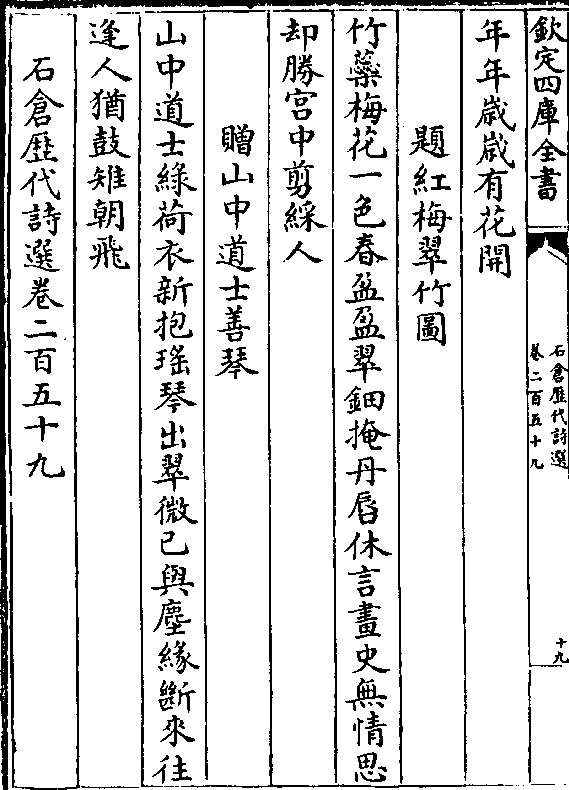 欽定四庫全書
石倉歷代詩選
卷二百五十九
十九
年年歲歲有花開
題紅梅翠竹圖
竹藥梅花一色春盈盈翠鈿掩丹唇休言畫史無情思
却勝宮中剪綵人
贈山中道士善琴
山中道士綠荷衣新抱瑤琴出翠微已與塵緣斷來往
逢人猶鼓雉朝飛
石倉歷代詩選卷二百五十九